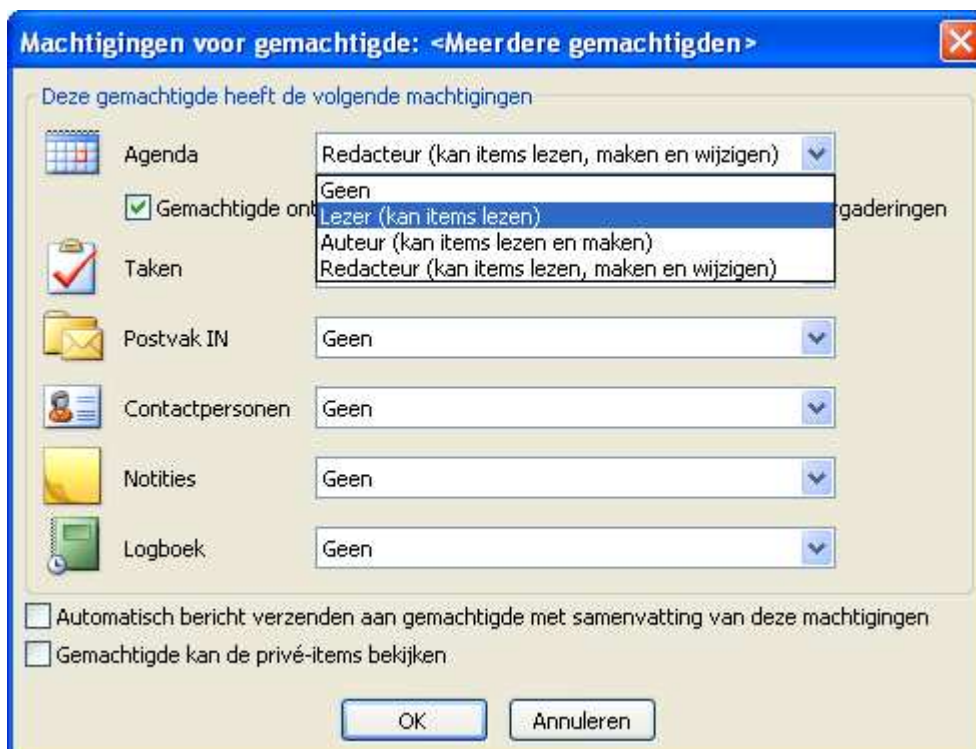 Machtigingen voor gemachtigde: <Meerdere gemachtigden>
Deze gemachtigde heeft de volgende machtigingen
Agenda Redacteur (kan items lezen, maken en wijzigen)
Geen
Gemachtigde ont Lezer (kan items lezen) rgaderingen
Auteur (kan items lezen en maken)
Taken Redacteur (kan items lezen, maken en wijzigen)
Postvak IN Geen
Contactpersonen Geen
Notities Geen
Logboek Geen
Automatisch bericht verzenden aan gemachtigde met samenvatting van deze machtigingen
Gemachtigde kan de privé-items bekijken
OK Annuleren